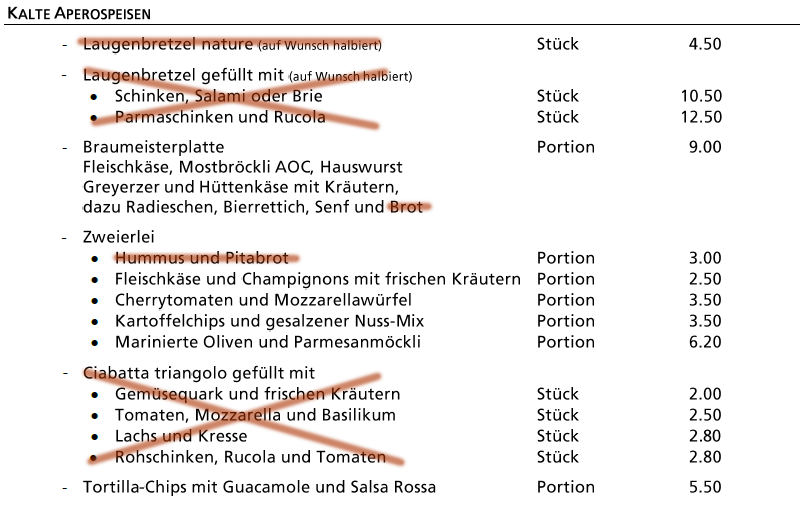 KALTE APEROSPEISEN
- Laugenbretzel nature (auf Wunsch halbiert) Stück 4.50
- Laugenbretzel gefüllt mit (auf Wunsch halbiert)
• Schinken, Salami oder Brie Stück 10.50
• Parmaschinken und Rucola Stück 12.50
- Braumeisterplatte Portion 9.00
Fleischkäse, Mostbröckli AOC, Hauswurst
Greyerzer und Hüttenkäse mit Kräutern,
dazu Radieschen, Bierrettich, Senf und Brot
- Zweierlei
• Hummus und Pitabrot Portion 3.00
• Fleischkäse und Champignons mit frischen Kräutern Portion 2.50
• Cherrytomaten und Mozzarellawürfel Portion 3.50
• Kartoffelchips und gesalzener Nuss-Mix Portion 3.50
• Marinierte Oliven und Parmesanmöckli Portion 6.20
- Ciabatta triangolo gefüllt mit
• Gemüsequark und frischen Kräutern Stück 2.00
• Tomaten, Mozzarella und Basilikum Stück 2.50
• Lachs und Kresse Stück 2.80
• Rohschinken, Rucola und Tomaten Stück 2.80
- Tortilla-Chips mit Guacamole und Salsa Rossa Portion 5.50